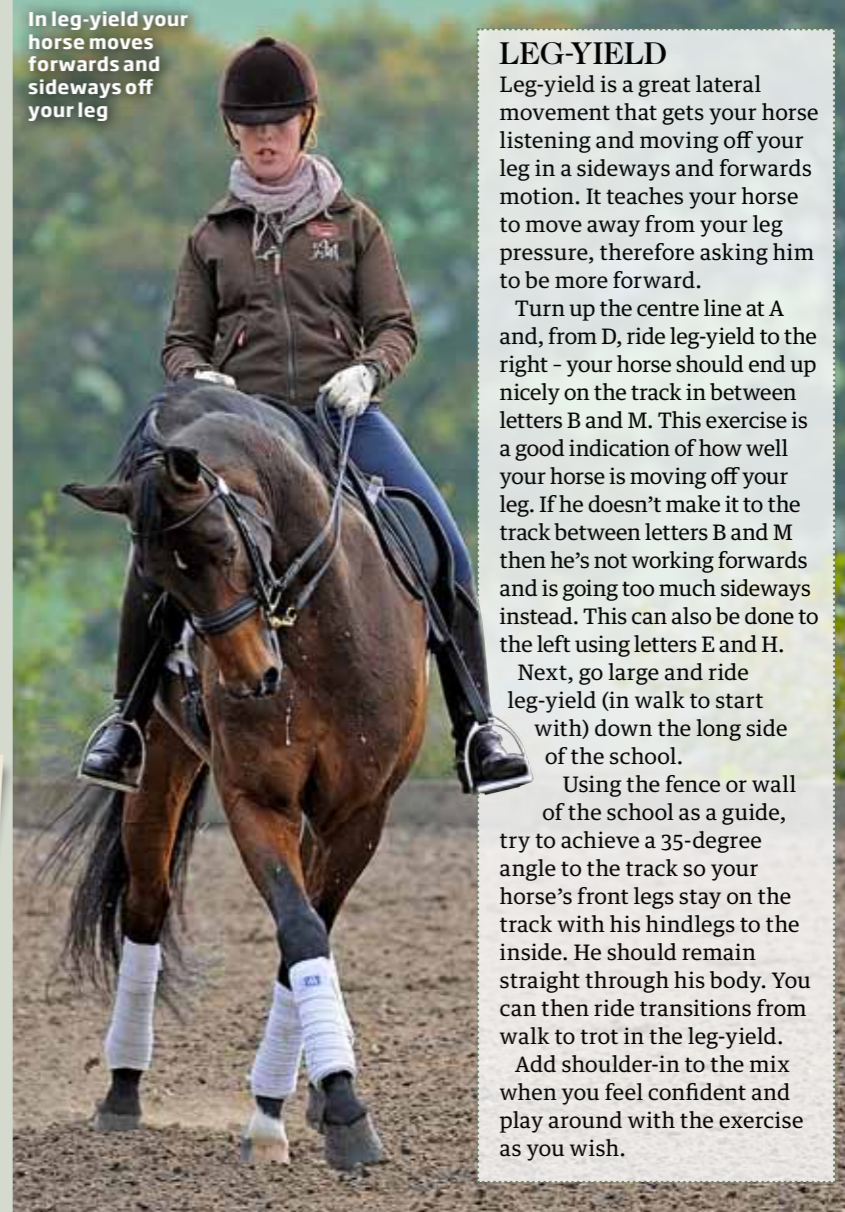 In leg-yield your
horse moves
forwards and
sideways off
your leg
LEG-YIELD
Leg-yield is a great lateral
movement that gets your horse
listening and moving off your
leg in a sideways and forwards
motion. It teaches your horse
to move away from your leg
pressure, therefore asking him
to be more forward.
Turn up the centre line at A
and, from D, ride leg-yield to the
right – your horse should end up
nicely on the track in between
letters B and M. This exercise is
a good indication of how well
your horse is moving off your
leg. If he doesn’t make it to the
track between letters B and M
then he’s not working forwards
and is going too much sideways
instead. This can also be done to
the left using letters E and H.
Next, go large and ride
leg-yield (in walk to start
with) down the long side
of the school.
Using the fence or wall
of the school as a guide,
try to achieve a 35-degree
angle to the track so your
horse’s front legs stay on the
track with his hindlegs to the
inside. He should remain
straight through his body. You
can then ride transitions from
walk to trot in the leg-yield.
Add shoulder-in to the mix
when you feel confident and
play around with the exercise
as you wish.